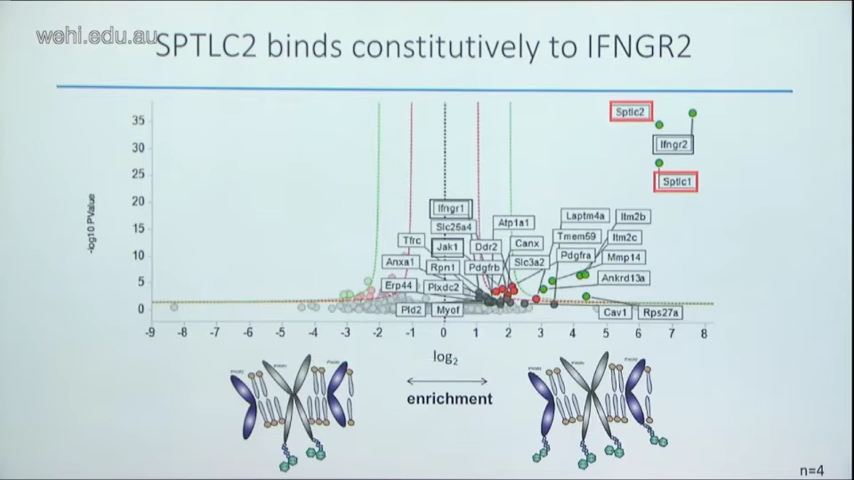 wehi.edu.au
SPTLC2 binds constitutively to IFNGR2
35
30
25
20
15
10
5
0
-log10 PValue
Sptlc2
Ifngr2
Sptlc1
Ifngr1
Slc25a4
Atp1a1
Laptm4a
Itm2b
Tfrc
Jak1
Ddr2
Canx
Tmem59
Itm2c
Anxa1
Rpn1
Pdgfrb
Slc3a2
Pdgfra
Mmp14
Erp44
Plxdc2
Ankrd13a
Pld2
Myof
Cav1
Rps27a
-9 -8 -7 -6 -5 -4 -3 -2 -1 0 1 2 3 4 5 6 7 8
log2
enrichment
n=4